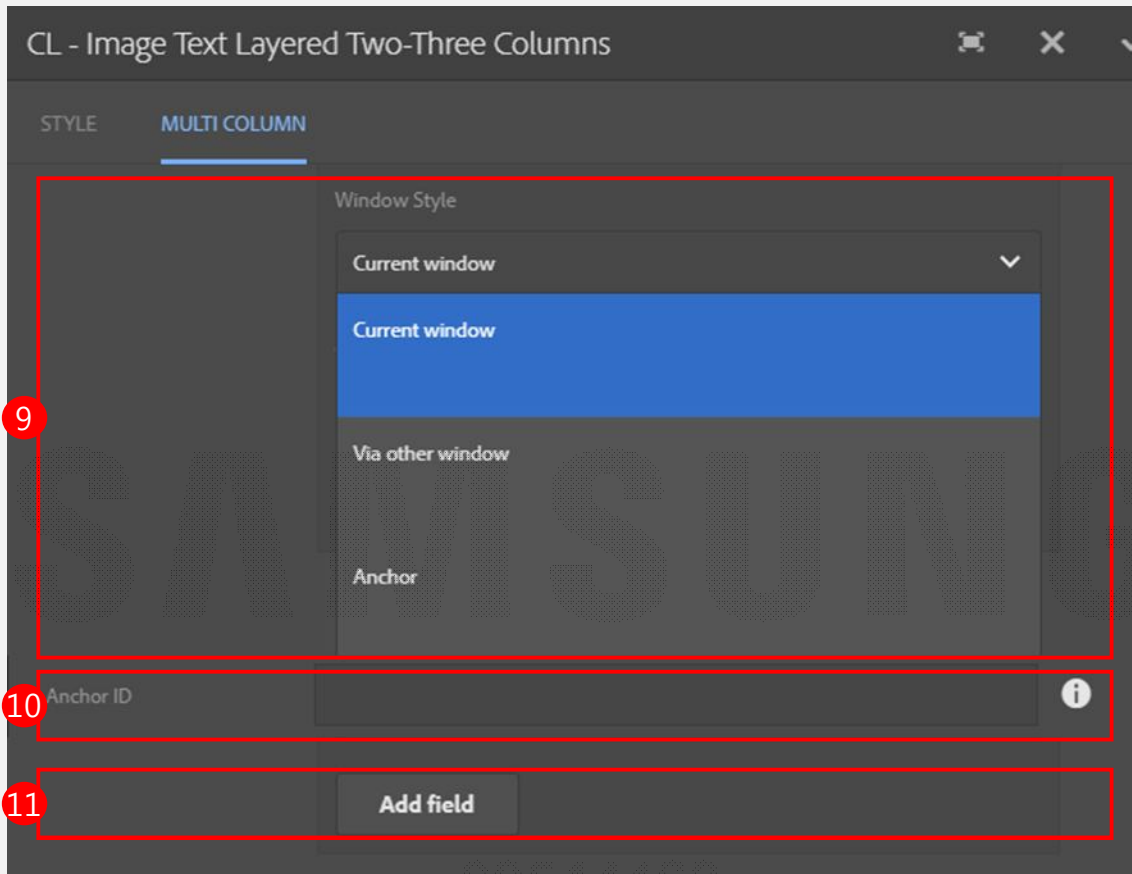 CL - Image Text Layered Two-Three Columns
STYLE MULTI COLUMN
Window Style
Current window
Current window
9
Via other window
SAMSUNG
Anchor
10 Anchor ID
11 Add field